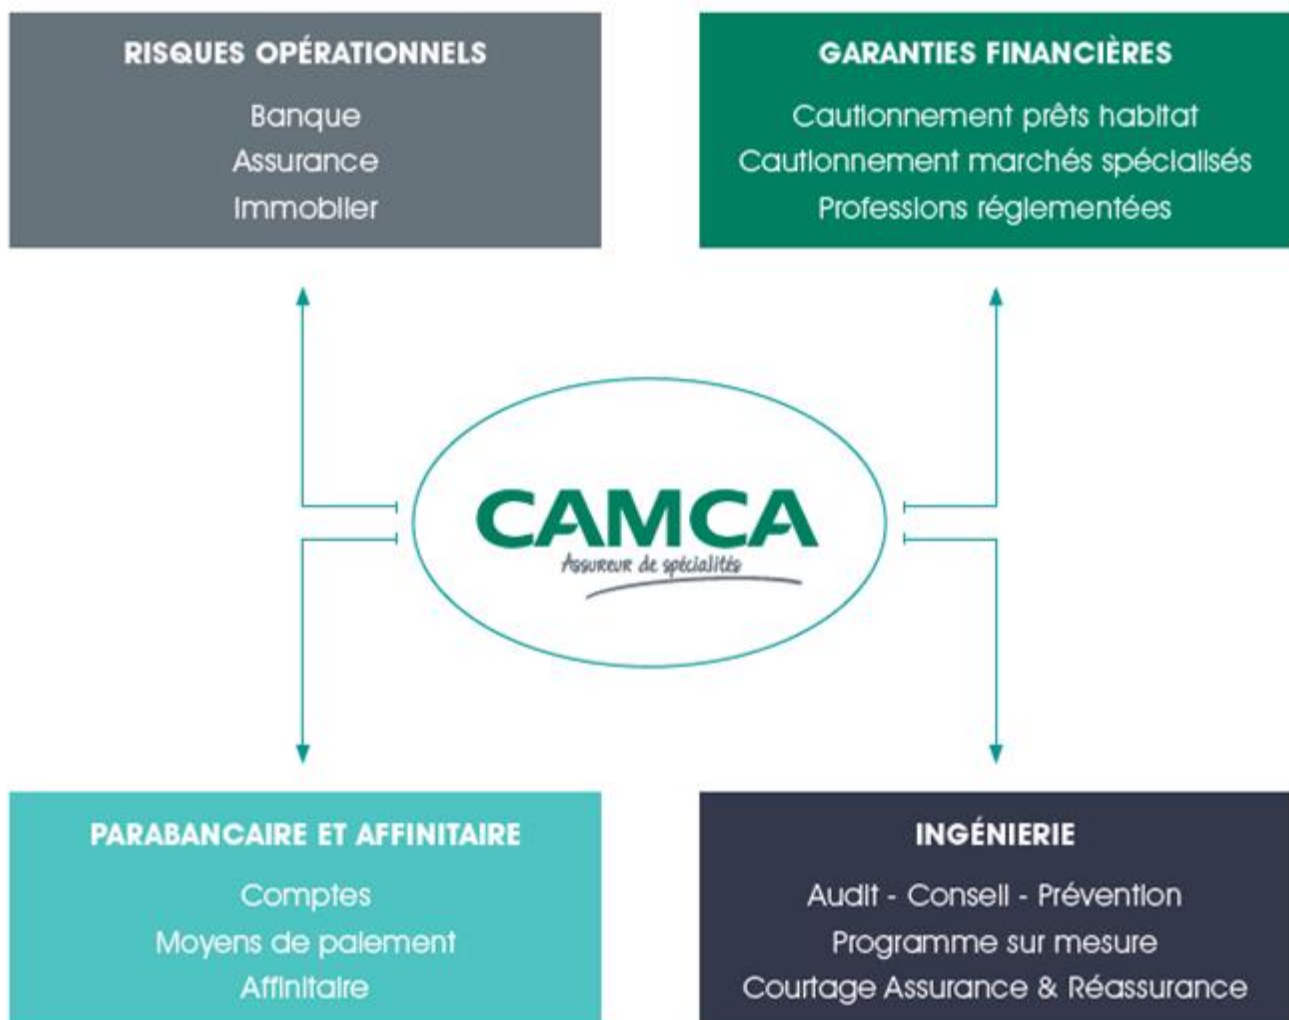 RISQUES OPÉRATIONNELS
Banque
Assurance
Immobilier
GARANTIES FINANCIÈRES
Cautionnement prêts habitat
Cautionnement marchés spécialisés
Professions réglementées
CAMCA
Assureur de spécialités
PARABANCAIRE ET AFFINITAIRE
Comptes
Moyens de paiement
Affinitaire
INGÉNIERIE
Audit - Conseil - Prévention
Programme sur mesure
Courtage Assurance & Réassurance